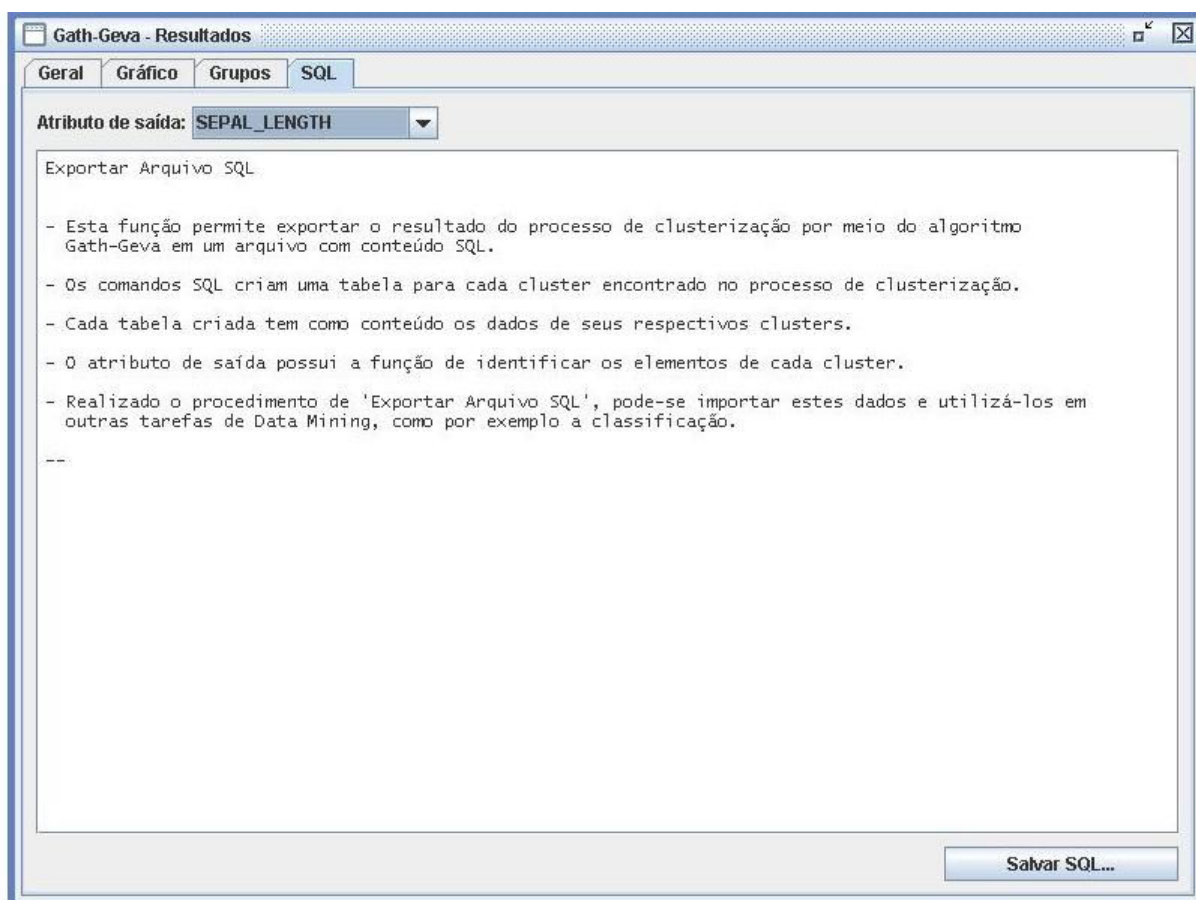 Gath-Geva - Resultados
Geral Gráfico Grupos SQL
Atributo de saída: SEPAL_LENGTH
Exportar Arquivo SQL
- Esta função permite exportar o resultado do processo de clusterização por meio do algoritmo
Gath-Geva em um arquivo com conteúdo SQL.
- Os comandos SQL criam uma tabela para cada cluster encontrado no processo de clusterização.
- Cada tabela criada tem como conteúdo os dados de seus respectivos clusters.
- O atributo de saída possui a função de identificar os elementos de cada cluster.
- Realizado o procedimento de 'Exportar Arquivo SQL', pode-se importar estes dados e utilizá-los em
outras tarefas de Data Mining, como por exemplo a classificação.
--
Salvar SQL...